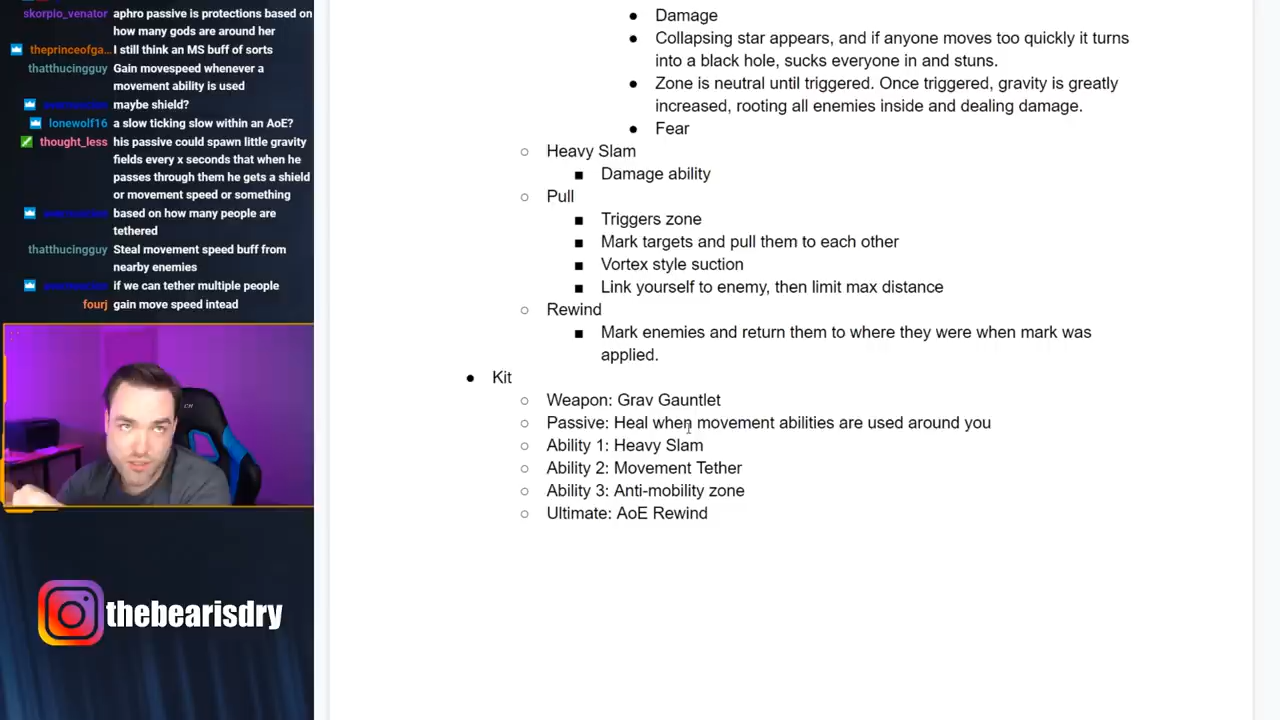 skorpio_venator aphro passive is protections based on
how many gods are around her
theprinceofga... I still think an MS buff of sorts
thatthucingguy Gain movespeed whenever a
movement ability is used
maybe shield?
lonewolf16 a slow ticking slow within an AoE?
thought_less his passive could spawn little gravity
fields every x seconds that when he
passes through them he gets a shield
or movement speed or something
based on how many people are
tethered
thatthucingguy Steal movement speed buff from
nearby enemies
if we can tether multiple people
fourj gain move speed intead
thebearisdry
Damage
Collapsing star appears, and if anyone moves too quickly it turns
into a black hole, sucks everyone in and stuns.
Zone is neutral until triggered. Once triggered, gravity is greatly
increased, rooting all enemies inside and dealing damage.
Fear
Heavy Slam
Damage ability
Pull
Triggers zone
Mark targets and pull them to each other
Vortex style suction
Link yourself to enemy, then limit max distance
Rewind
Mark enemies and return them to where they were when mark was
applied.
Kit
Weapon: Grav Gauntlet
Passive: Heal when movement abilities are used around you
Ability 1: Heavy Slam
Ability 2: Movement Tether
Ability 3: Anti-mobility zone
Ultimate: AoE Rewind